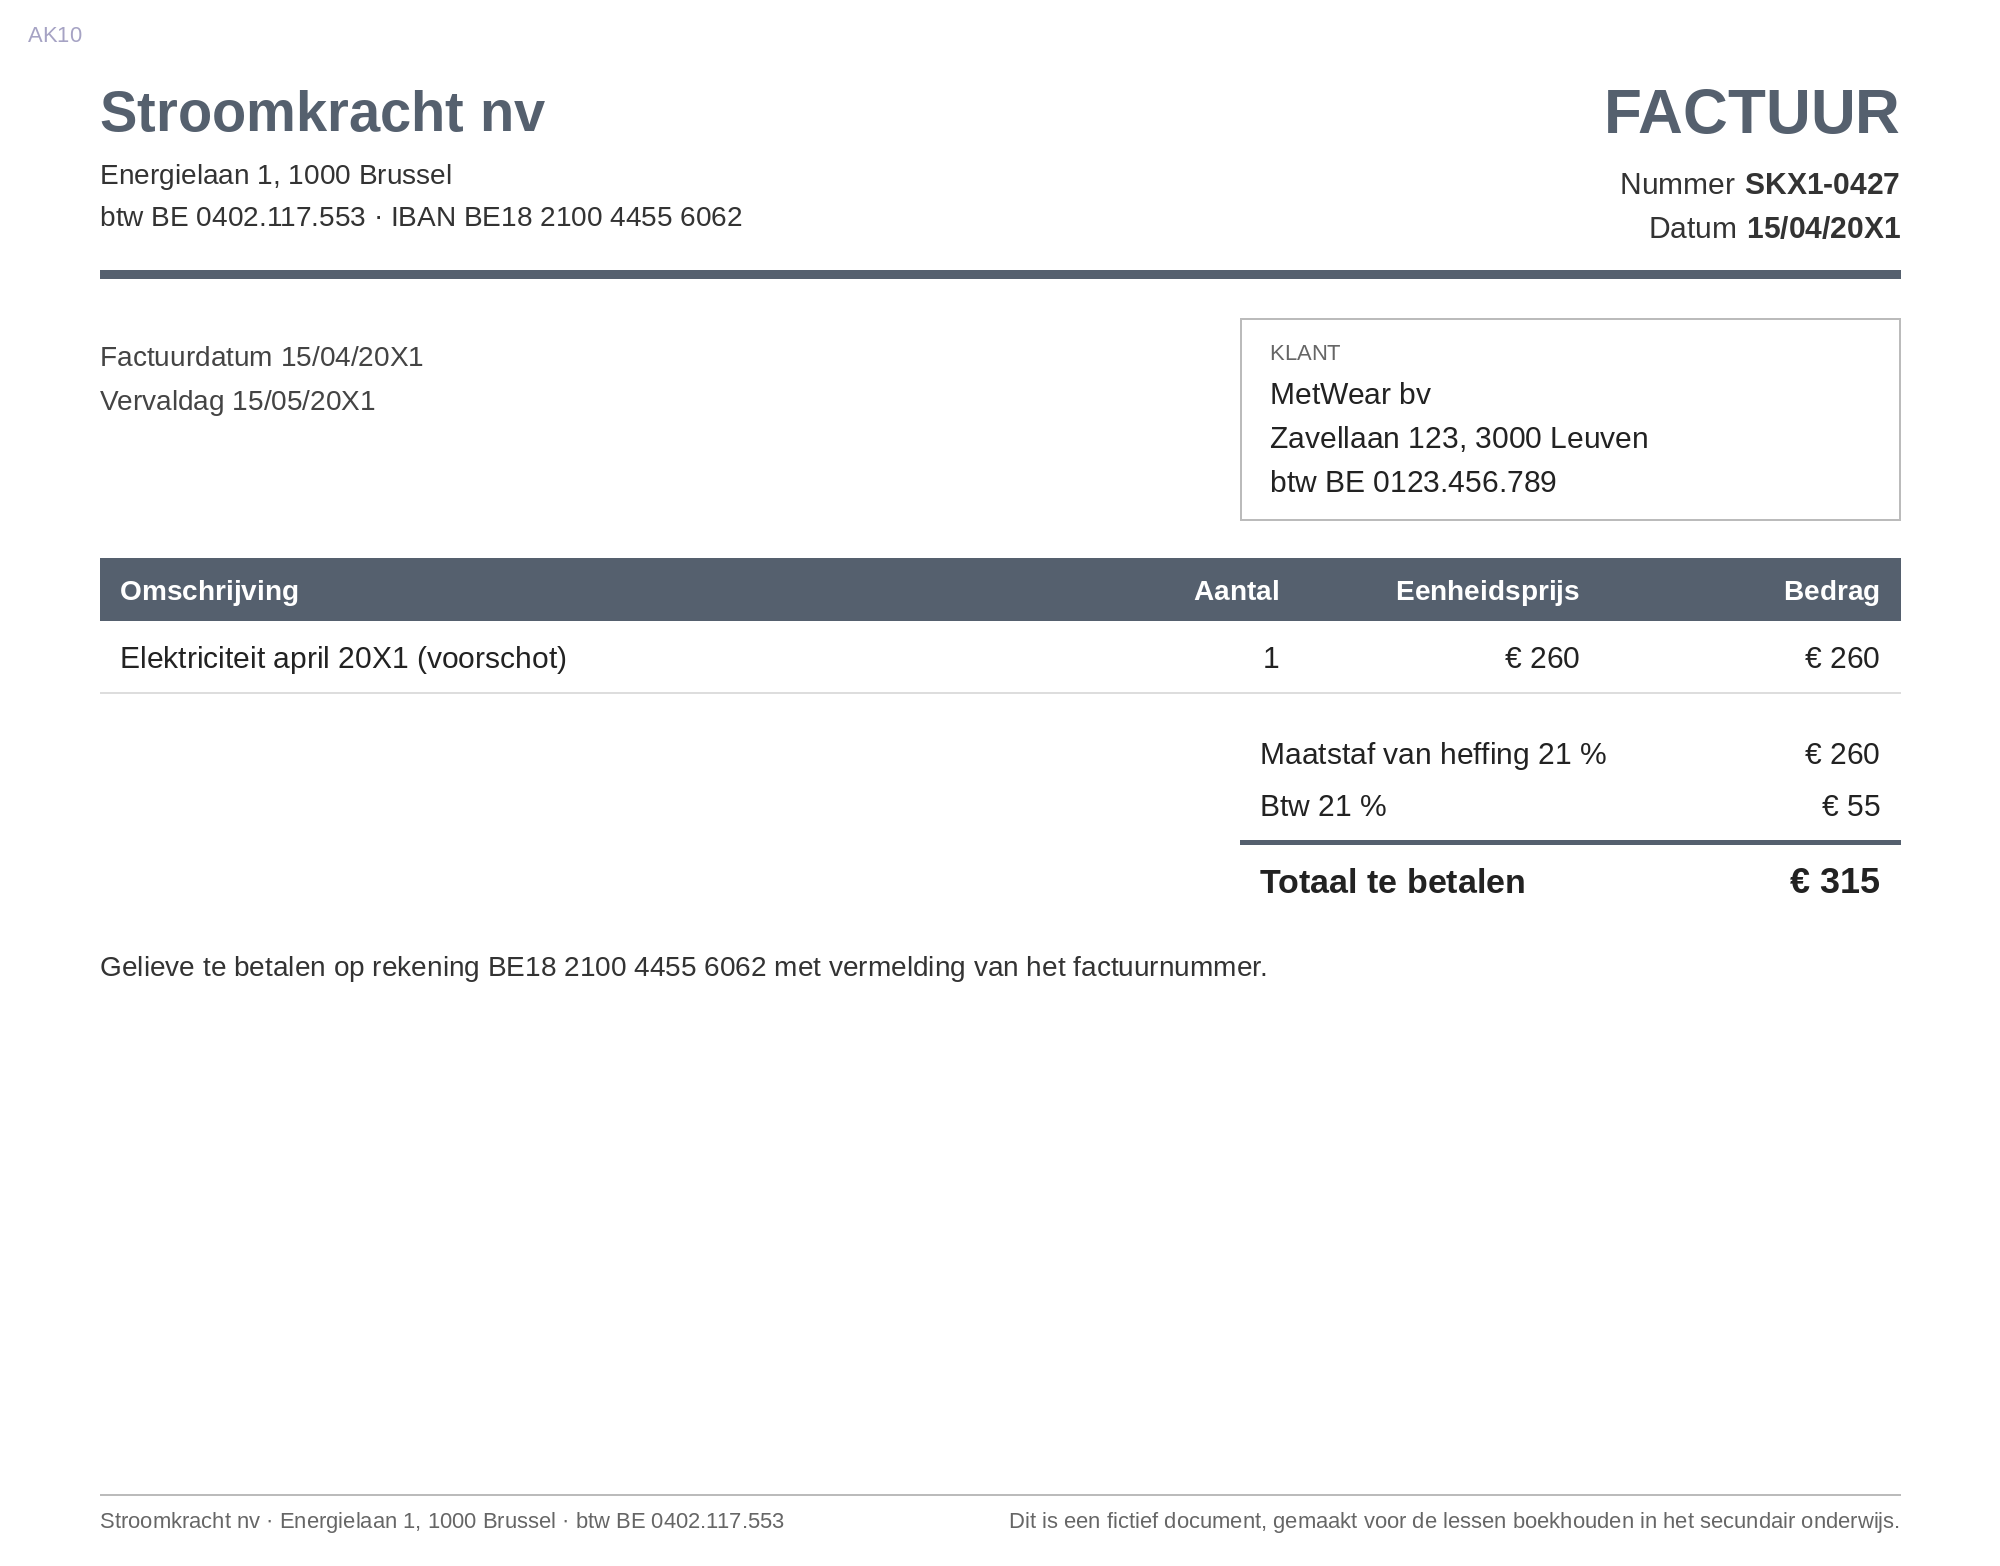 AK10
Stroomkracht nv
FACTUUR
Energielaan 1, 1000 Brussel
btw BE 0402.117.553 · IBAN BE18 2100 4455 6062
Nummer SKX1-0427
Datum 15/04/20X1
Factuurdatum 15/04/20X1
Vervaldag 15/05/20X1
KLANT
MetWear bv
Zavellaan 123, 3000 Leuven
btw BE 0123.456.789
Omschrijving Aantal Eenheidsprijs Bedrag
Elektriciteit april 20X1 (voorschot) 1 € 260 € 260
Maatstaf van heffing 21 % € 260
Btw 21 % € 55
Totaal te betalen € 315
Gelieve te betalen op rekening BE18 2100 4455 6062 met vermelding van het factuurnummer.
Stroomkracht nv · Energielaan 1, 1000 Brussel · btw BE 0402.117.553
Dit is een fictief document, gemaakt voor de lessen boekhouden in het secundair onderwijs.